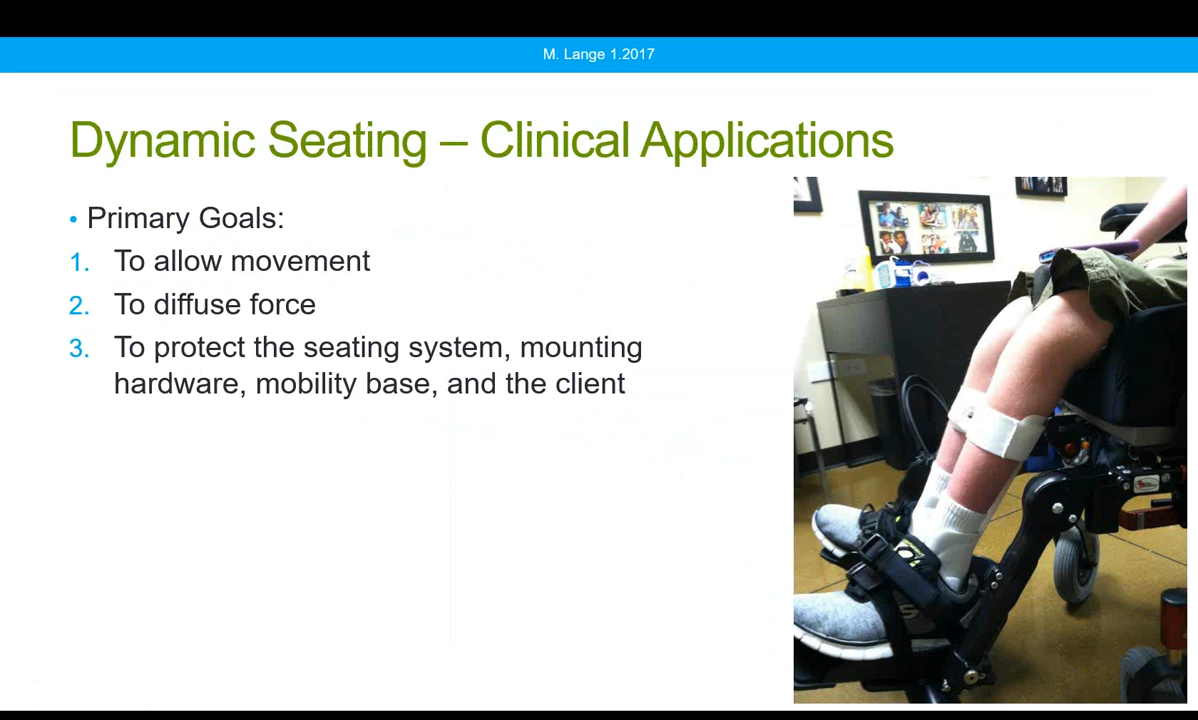 M. Lange 1.2017
Dynamic Seating – Clinical Applications
• Primary Goals:
1. To allow movement
2. To diffuse force
3. To protect the seating system, mounting
hardware, mobility base, and the client